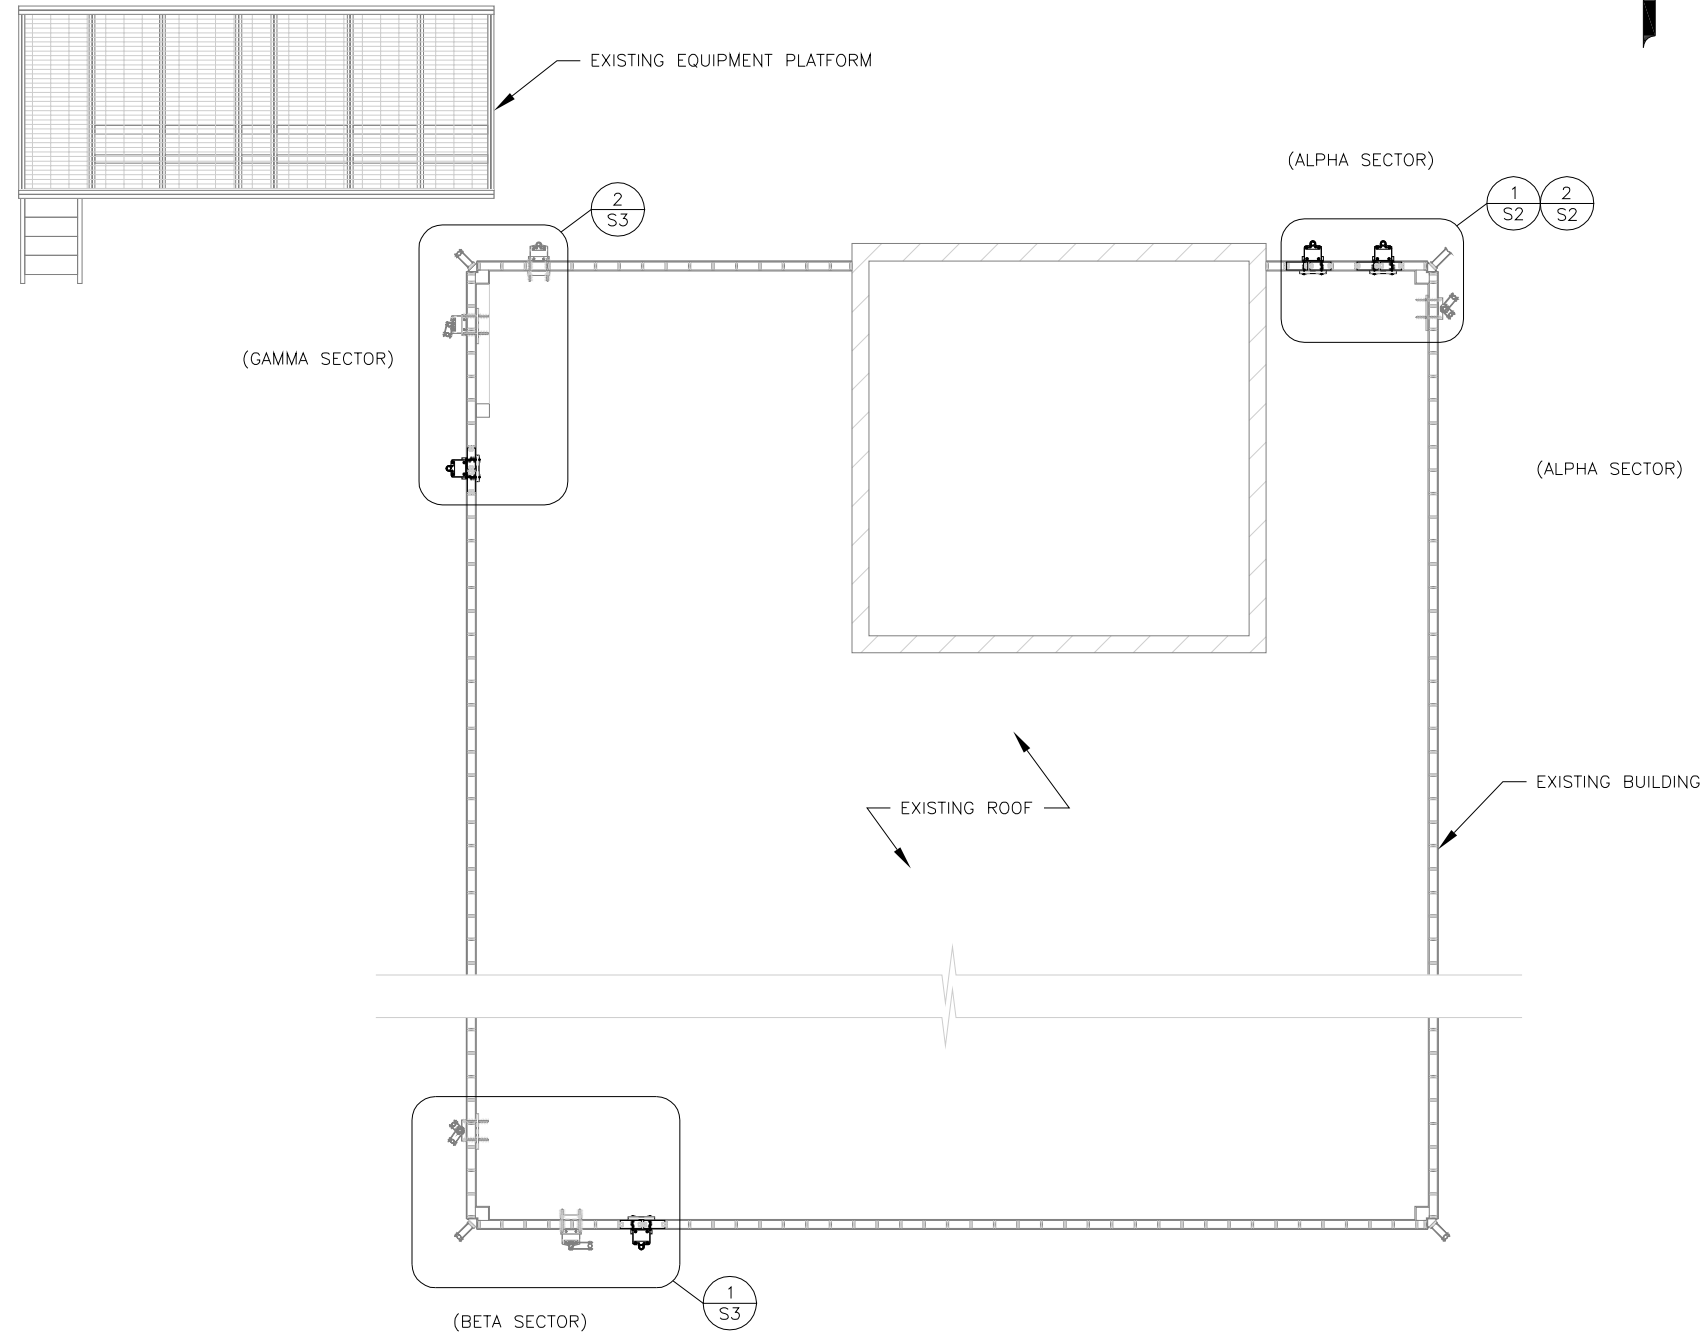 EXISTING EQUIPMENT PLATFORM
(ALPHA SECTOR)
2
S3
1
S2
2
S2
(GAMMA SECTOR)
(ALPHA SECTOR)
EXISTING BUILDING
EXISTING ROOF
1
S3
(BETA SECTOR)